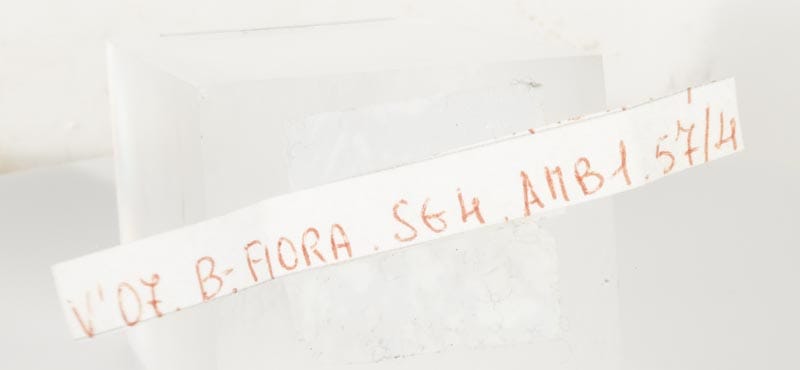 V'07. B-FIORA. SG4. AMB1.57/4